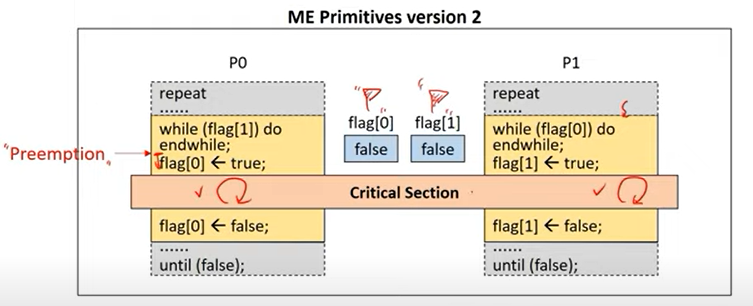 ME Primitives version 2
P0
P1
repeat
......
while (flag[1]) do
endwhile;
flag[0] ← true;
"Preemption"
flag[0]
flag[1]
false
false
repeat
......
while (flag[0]) do
endwhile;
flag[1] ← true;
Critical Section
flag[0] ← false;
......
until (false);
flag[1] ← false;
......
until (false);